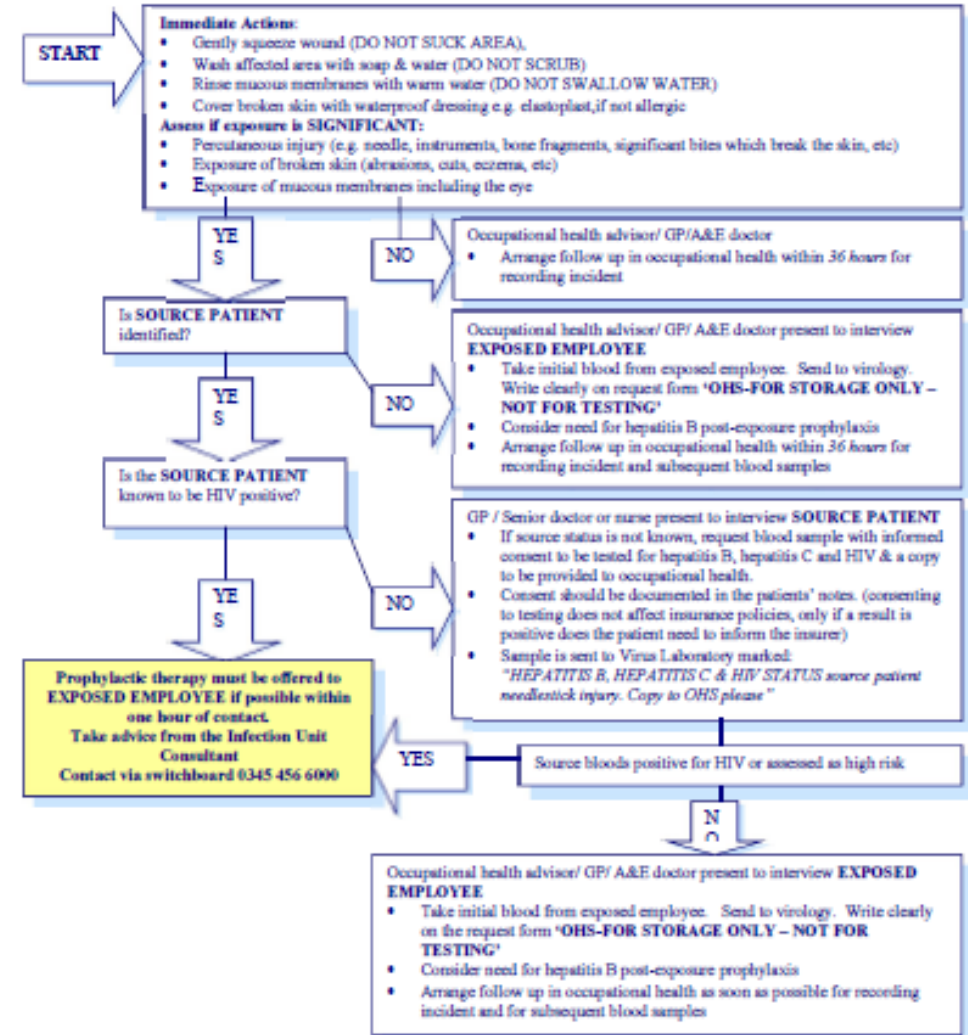 START
Immediate Actions:
• Gently squeeze wound (DO NOT SUCK AREA),
• Wash affected area with soap & water (DO NOT SCRUB)
• Rinse mucous membranes with warm water (DO NOT SWALLOW WATER)
• Cover broken skin with waterproof dressing e.g. elastoplast,if not allergic
Assess if exposure is SIGNIFICANT:
• Percutaneous injury (e.g. needle, instruments, bone fragments, significant bites which break the skin, etc)
• Exposure of broken skin (abrasions, cuts, eczema, etc)
• Exposure of mucous membranes including the eye
YE
S
NO
Occupational health advisor/ GP/A&E doctor
• Arrange follow up in occupational health within 36 hours for
recording incident
Is SOURCE PATIENT
identified?
YE
S
NO
Occupational health advisor/ GP/ A&E doctor present to interview
EXPOSED EMPLOYEE
• Take initial blood from exposed employee. Send to virology.
Write clearly on request form ‘OHS-FOR STORAGE ONLY –
NOT FOR TESTING’
• Consider need for hepatitis B post-exposure prophylaxis
• Arrange follow up in occupational health within 36 hours for
recording incident and subsequent blood samples
Is the SOURCE PATIENT
known to be HIV positive?
YE
S
NO
GP / Senior doctor or nurse present to interview SOURCE PATIENT
• If source status is not known, request blood sample with informed
consent to be tested for hepatitis B, hepatitis C and HIV & a copy
to be provided to occupational health.
• Consent should be documented in the patients’ notes. (consenting
to testing does not affect insurance policies, only if a result is
positive does the patient need to inform the insurer)
• Sample is sent to Virus Laboratory marked:
“HEPATITIS B, HEPATITIS C & HIV STATUS source patient
needlestick injury. Copy to OHS please”
Prophylactic therapy must be offered to
EXPOSED EMPLOYEE if possible within
one hour of contact.
Take advice from the Infection Unit
Consultant
Contact via switchboard 0345 456 6000
YES
Source bloods positive for HIV or assessed as high risk
N
O
Occupational health advisor/ GP/ A&E doctor present to interview EXPOSED
EMPLOYEE
• Take initial blood from exposed employee. Send to virology. Write clearly
on the request form ‘OHS-FOR STORAGE ONLY – NOT FOR
TESTING’
• Consider need for hepatitis B post-exposure prophylaxis
• Arrange follow up in occupational health as soon as possible for recording
incident and for subsequent blood samples